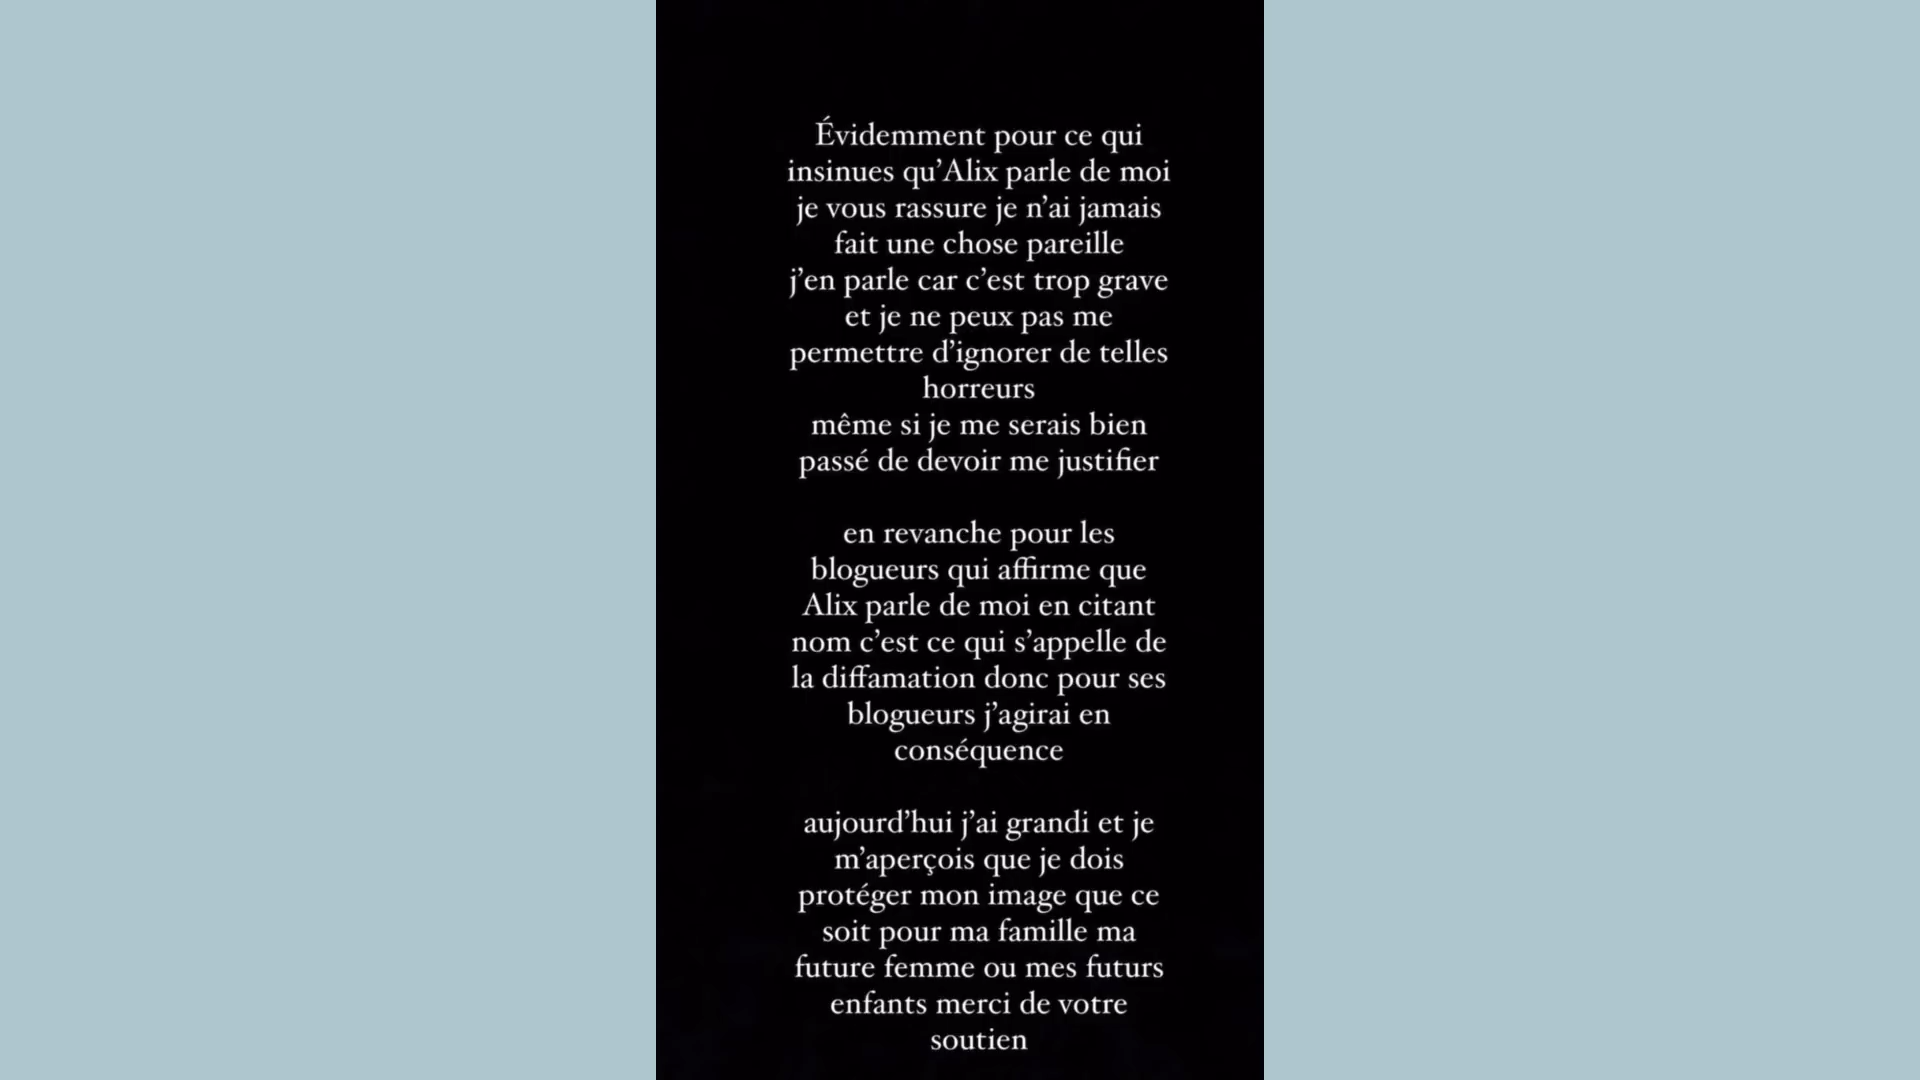 Évidemment pour ce qui
insinues qu’Alix parle de moi
je vous rassure je n’ai jamais
fait une chose pareille
j’en parle car c’est trop grave
et je ne peux pas me
permettre d’ignorer de telles
horreurs
même si je me serais bien
passé de devoir me justifier
en revanche pour les
blogueurs qui affirme que
Alix parle de moi en citant
nom c’est ce qui s’appelle de
la diffamation donc pour ses
blogueurs j’agirai en
conséquence
aujourd’hui j’ai grandi et je
m’aperçois que je dois
protéger mon image que ce
soit pour ma famille ma
future femme ou mes futurs
enfants merci de votre
soutien